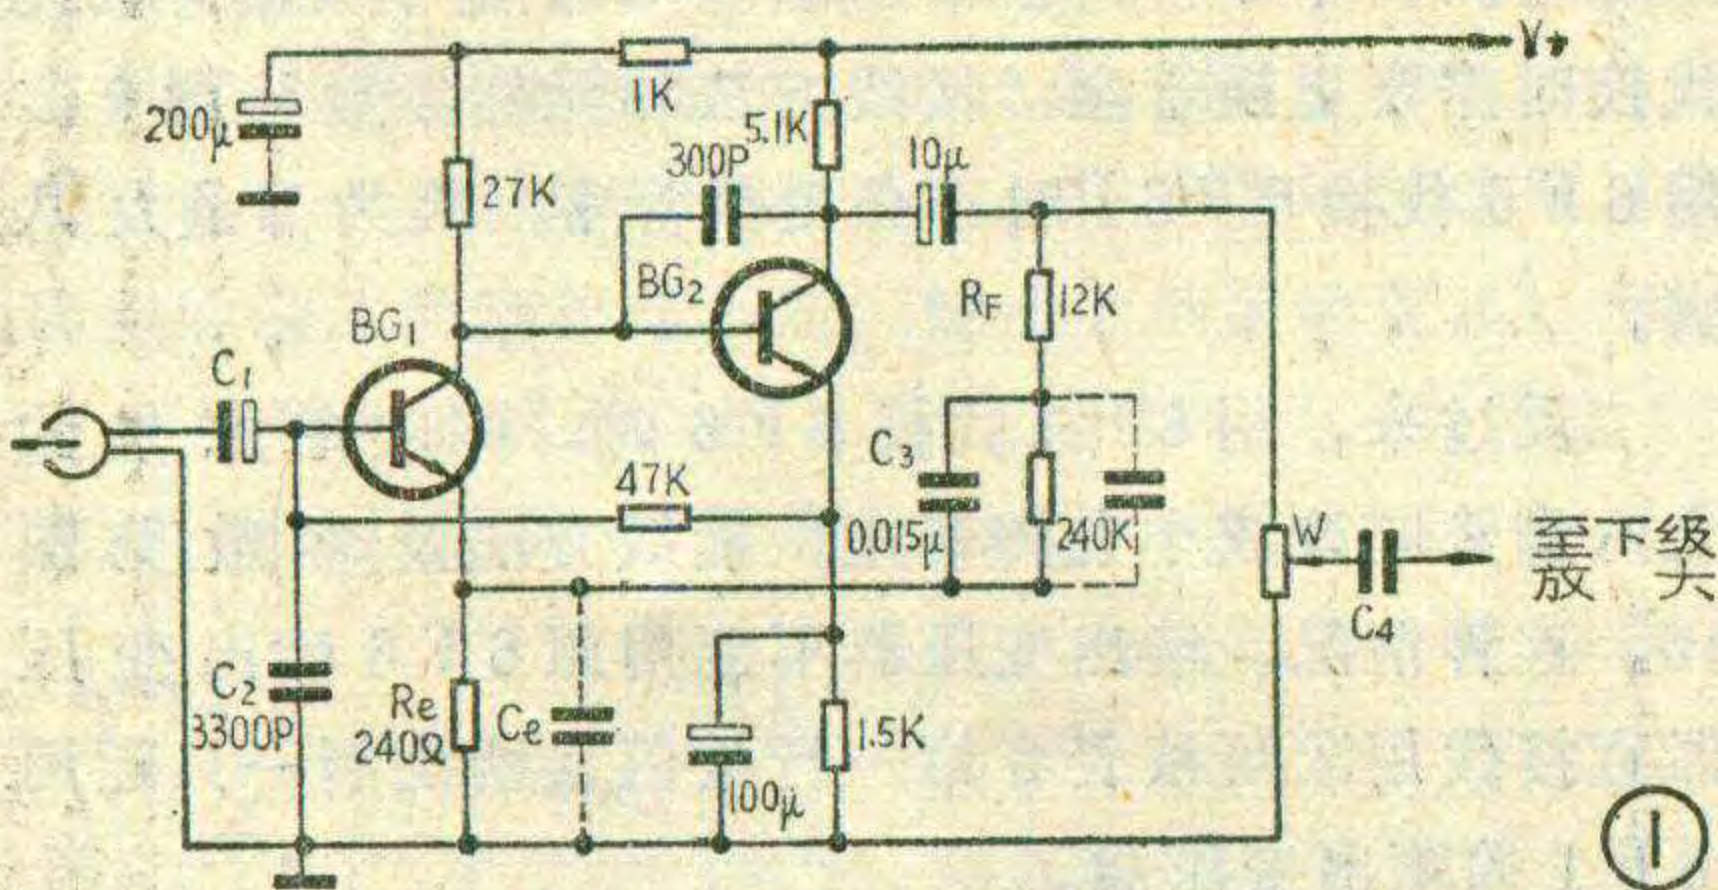 V+
1K
200μ
5.1K
300P
10μ
27K
BG₂
R_F
12K
BG₁
C₁
C₃
47K
0.015μ
240K
W
至下级
放 大
C₄
C₂
3300P
Re
240Ω
Ce
1.5K
100μ
1